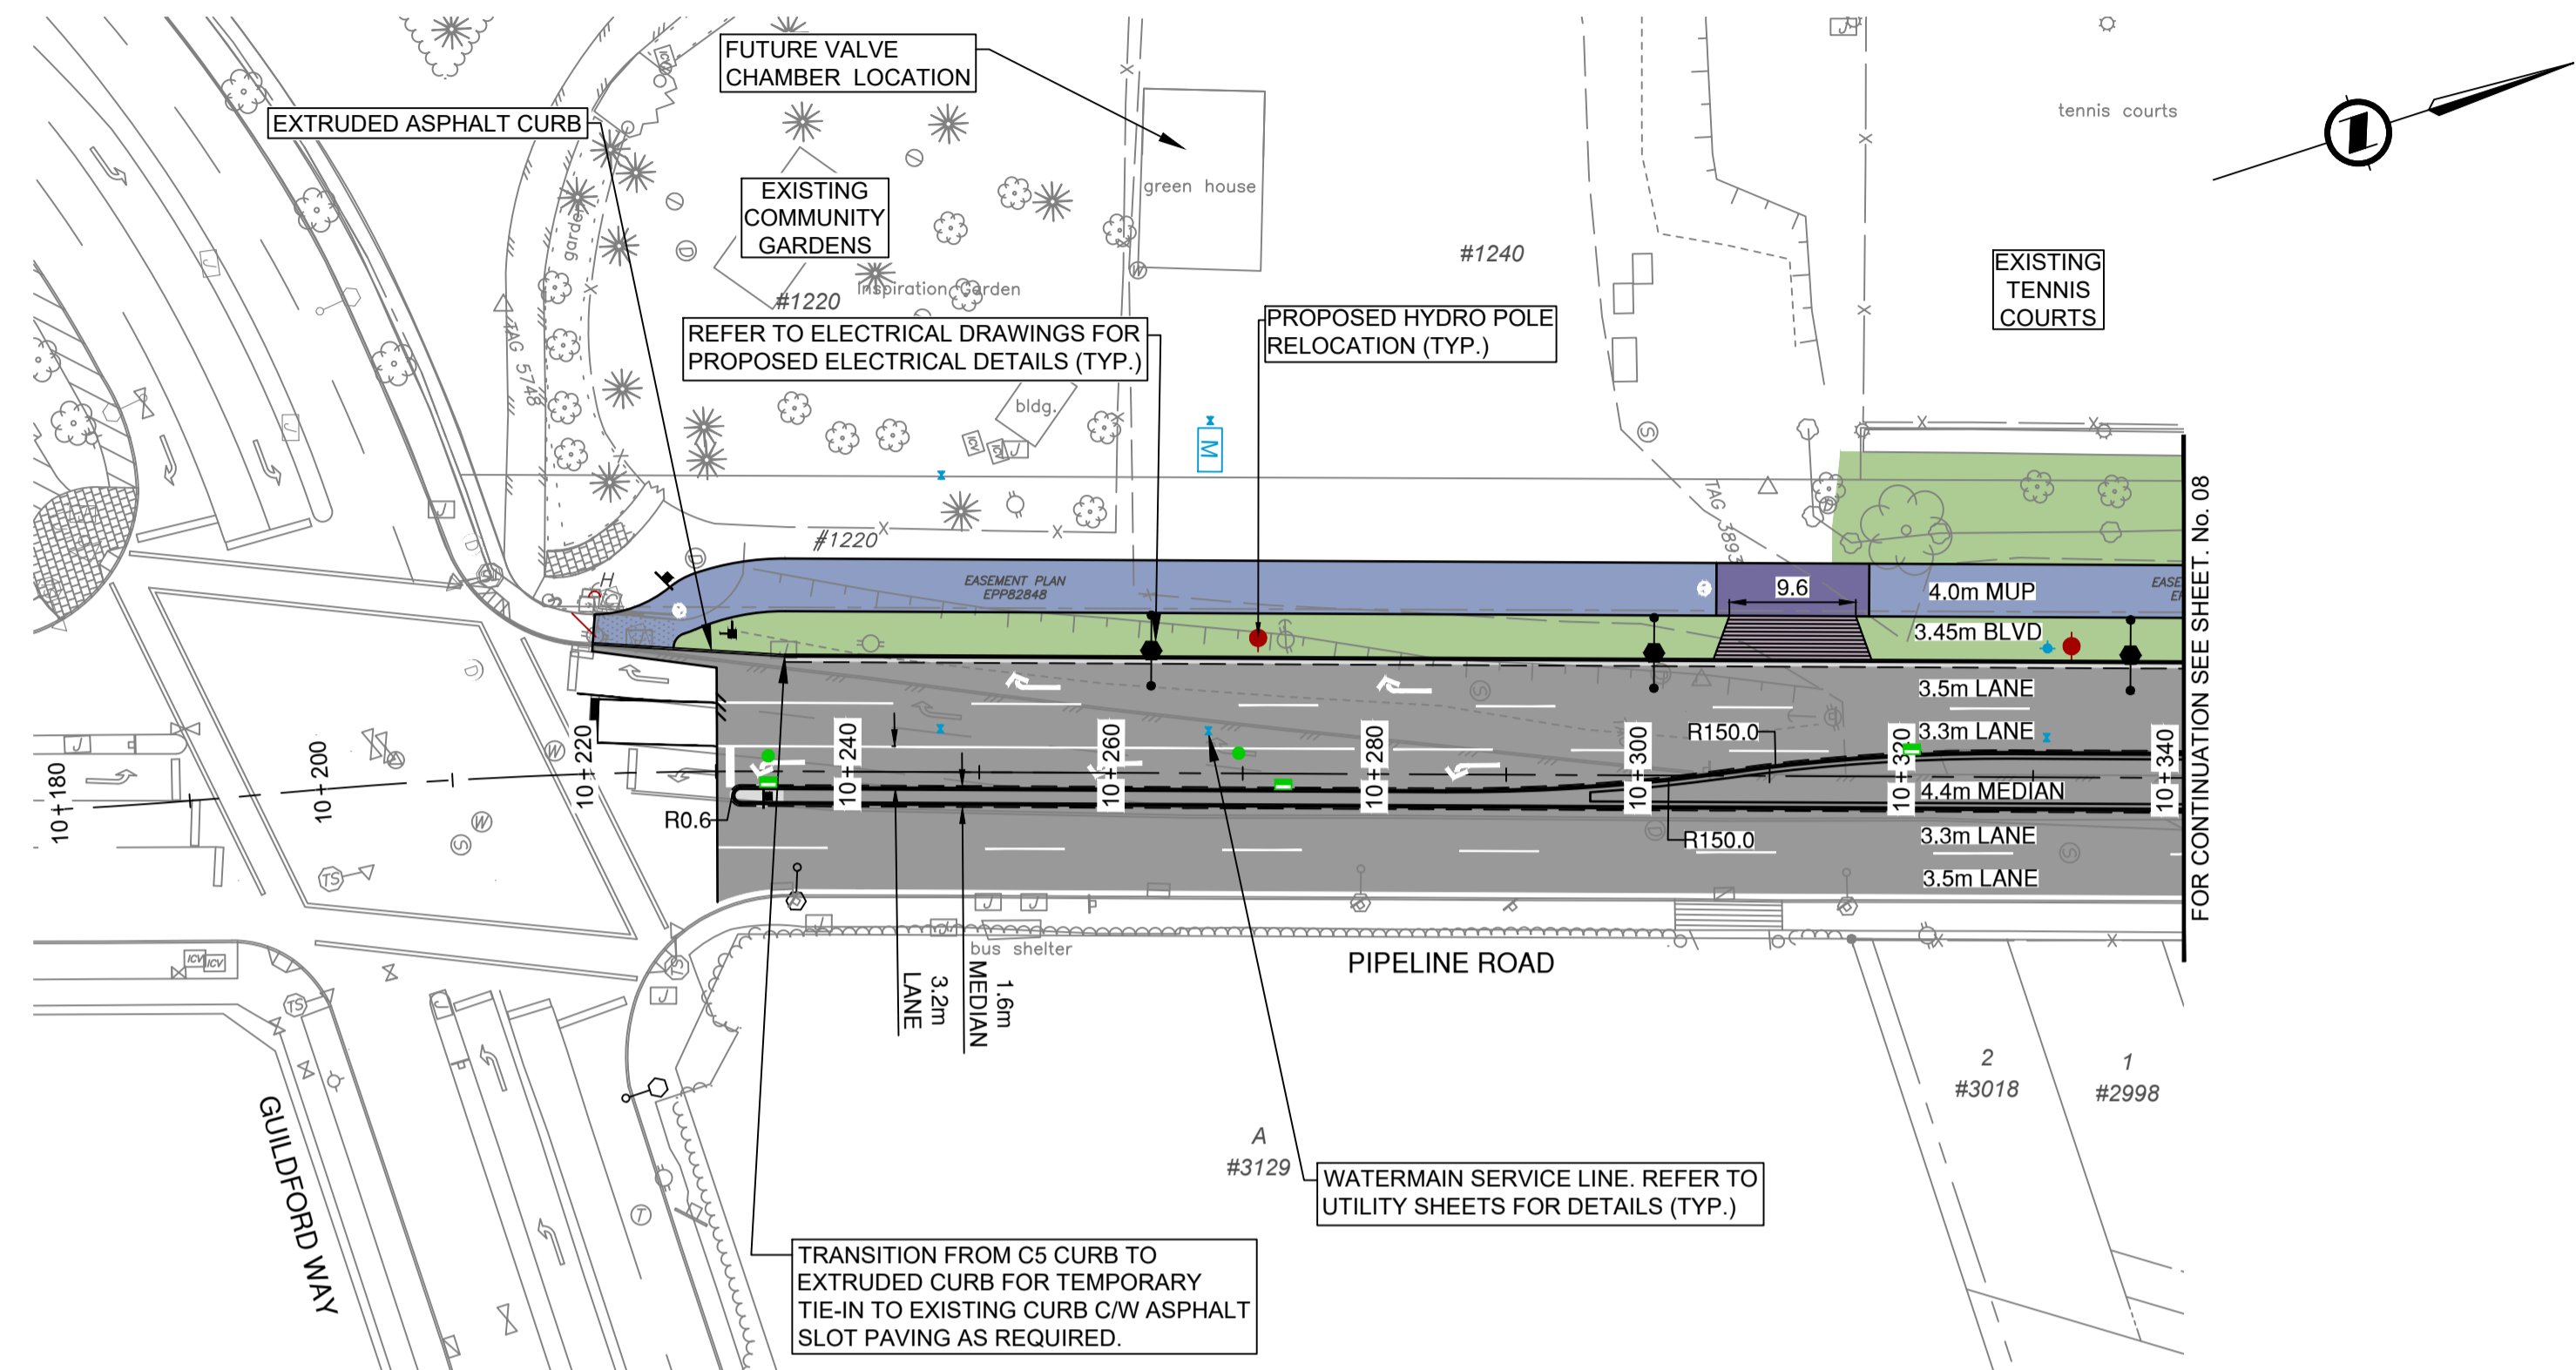 FUTURE VALVE
CHAMBER LOCATION
EXTRUDED ASPHALT CURB
EXISTING
COMMUNITY
GARDENS
garden
Inspiration Garden
#1220
green house
#1240
tennis courts
EXISTING
TENNIS
COURTS
REFER TO ELECTRICAL DRAWINGS FOR
PROPOSED ELECTRICAL DETAILS (TYP.)
PROPOSED HYDRO POLE
RELOCATION (TYP.)
TAG 5748
bldg.
M
TAG 3893
#1220
EASEMENT PLAN
EPP82848
9.6
4.0m MUP
3.45m BLVD
3.5m LANE
3.3m LANE
4.4m MEDIAN
3.3m LANE
3.5m LANE
R150.0
R150.0
R0.6
10+180
10+200
10+220
10+240
10+260
10+280
10+300
10+320
10+340
FOR CONTINUATION SEE SHEET. No. 08
bus shelter
PIPELINE ROAD
3.2m
LANE
1.6m
MEDIAN
GUILDFORD WAY
A
#3129
2
#3018
1
#2998
WATERMAIN SERVICE LINE. REFER TO
UTILITY SHEETS FOR DETAILS (TYP.)
TRANSITION FROM C5 CURB TO
EXTRUDED CURB FOR TEMPORARY
TIE-IN TO EXISTING CURB C/W ASPHALT
SLOT PAVING AS REQUIRED.